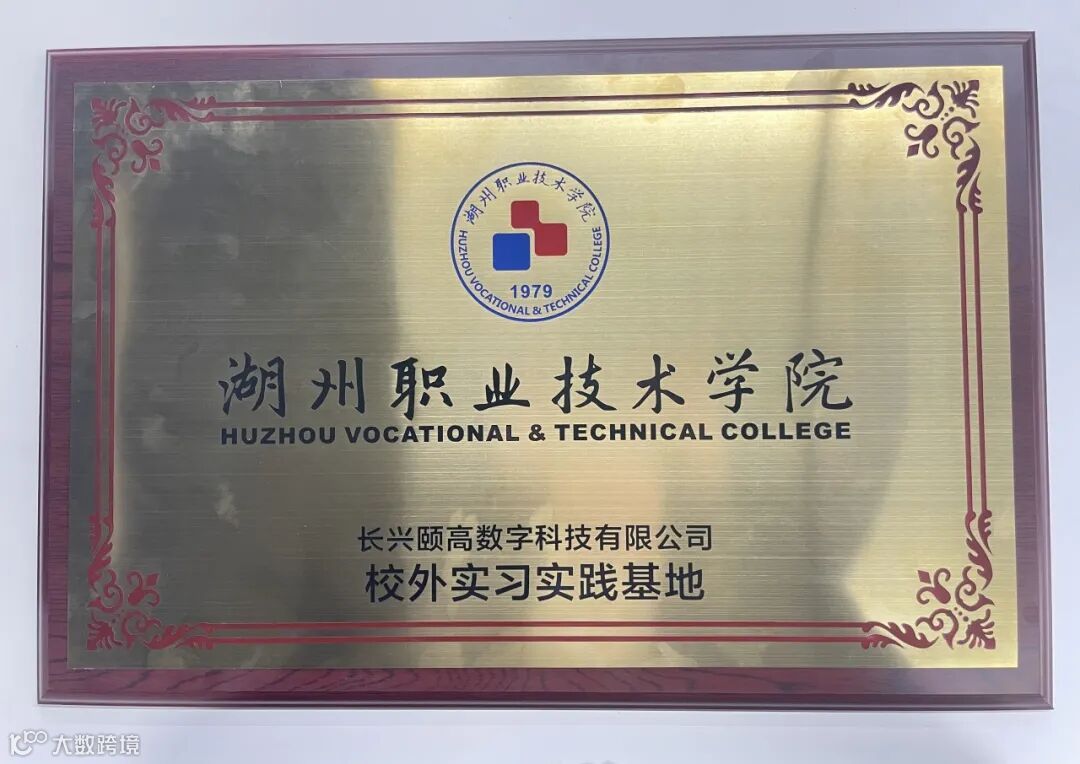 湖州职业技术学院
HUZHOU VOCATIONAL & TECHNICAL COLLEGE
1979
湖州职业技术学院
HUZHOU VOCATIONAL & TECHNICAL COLLEGE
长兴颐高数字科技有限公司
校外实习实践基地
大数跨境